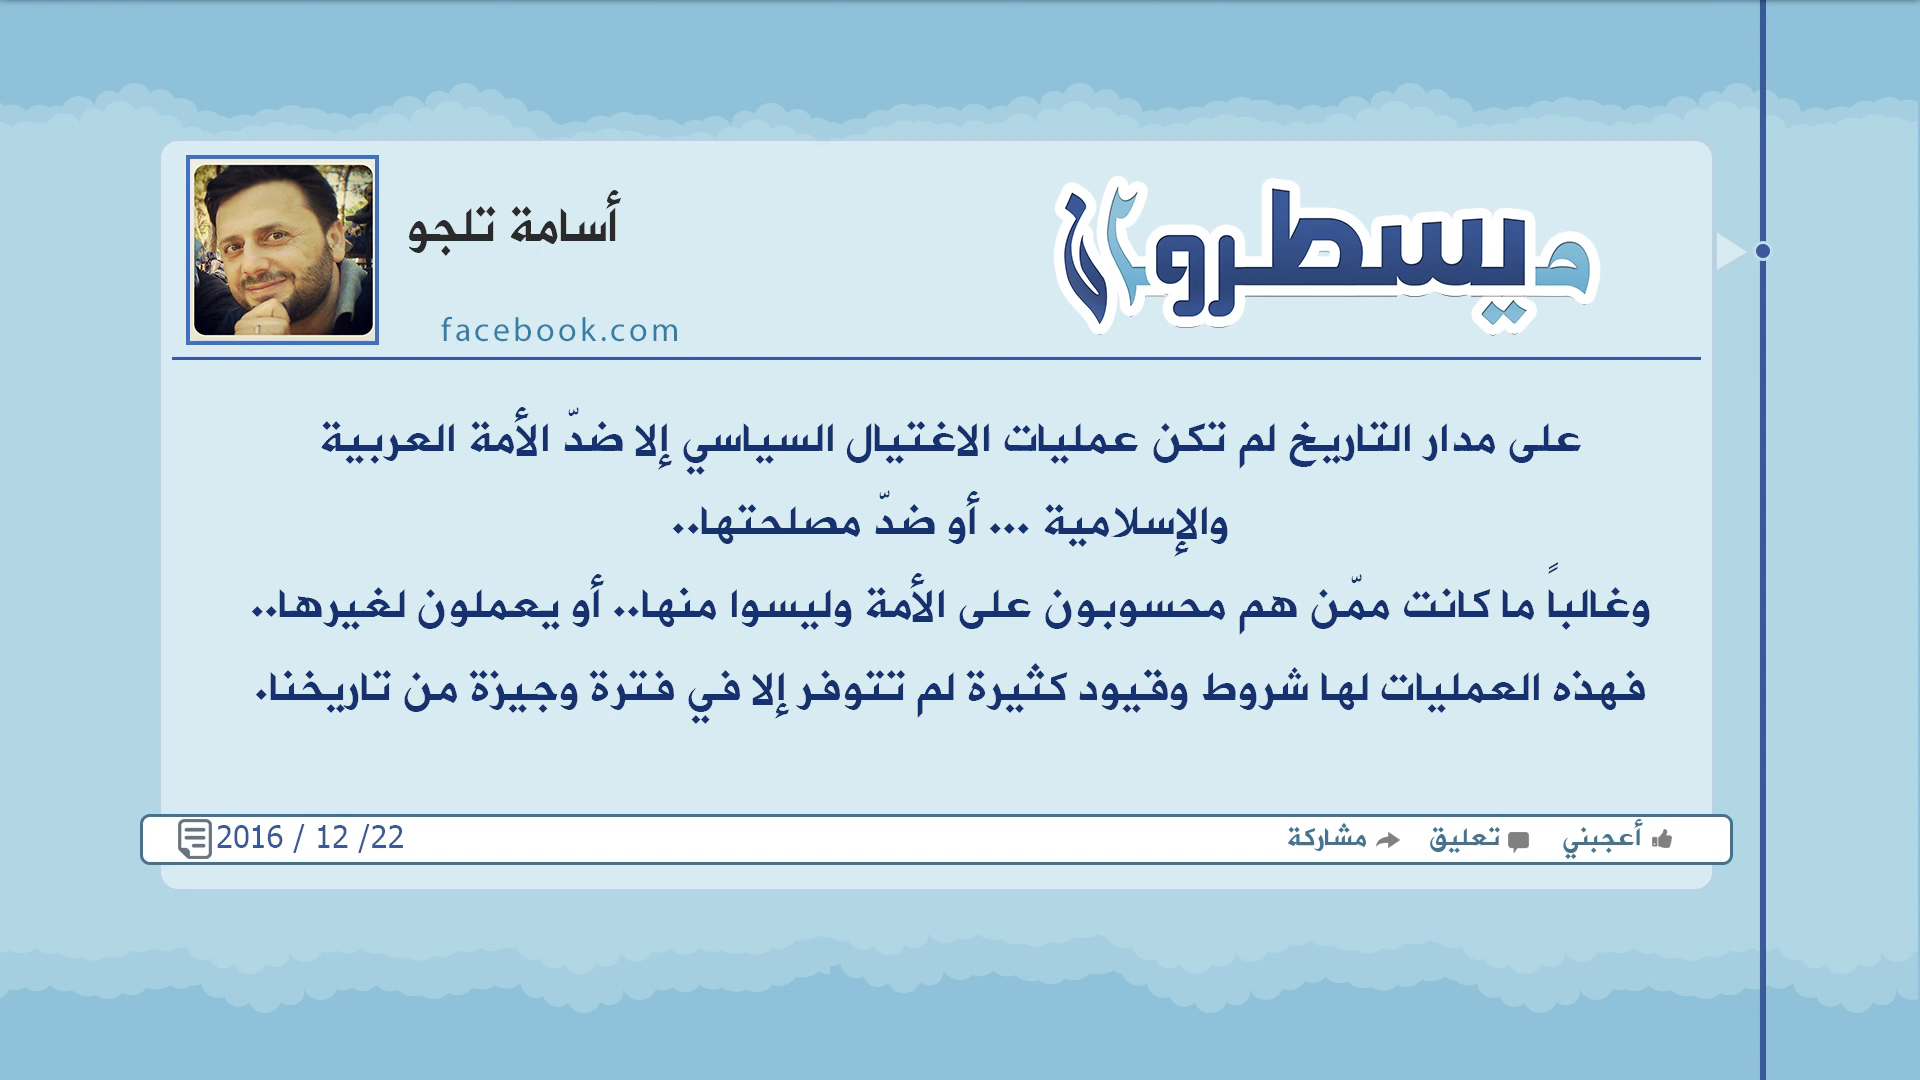 أسامة تلجو
facebook.com
على مدار التاريخ لم تكن عمليات الاغتيال السياسي إلا ضدّ الأمة العربية
والإسلامية ... أو ضدّ مصلحتها..
وغالباً ما كانت ممّن هم محسوبون على الأمة وليسوا منها.. أو يعملون لغيرها..
فهذه العمليات لها شروط وقيود كثيرة لم تتوفر إلا في فترة وجيزة من تاريخنا.
أعجبني تعليق مشاركة
2016 / 12 /22